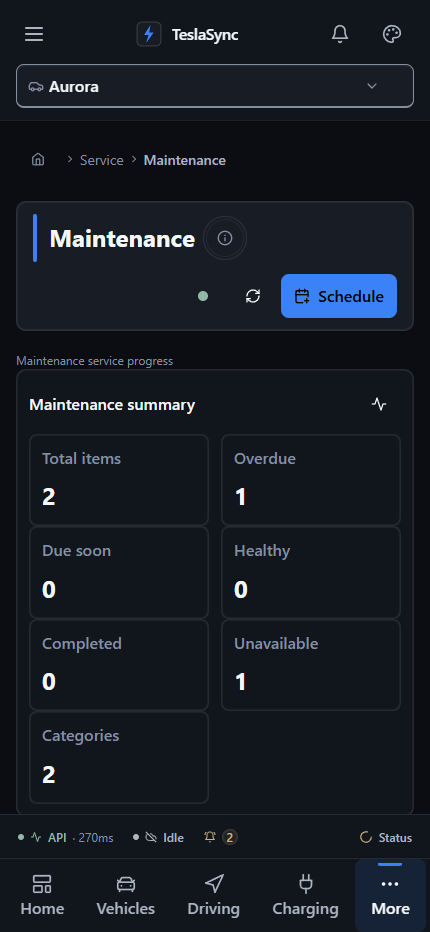 TeslaSync
Aurora
Service Maintenance
Maintenance
Schedule
Maintenance service progress
Maintenance summary
Total items Overdue
2 1
Due soon Healthy
0 0
Completed Unavailable
0 1
Categories
2
API · 270ms Idle 2 Status
Home Vehicles Driving Charging More